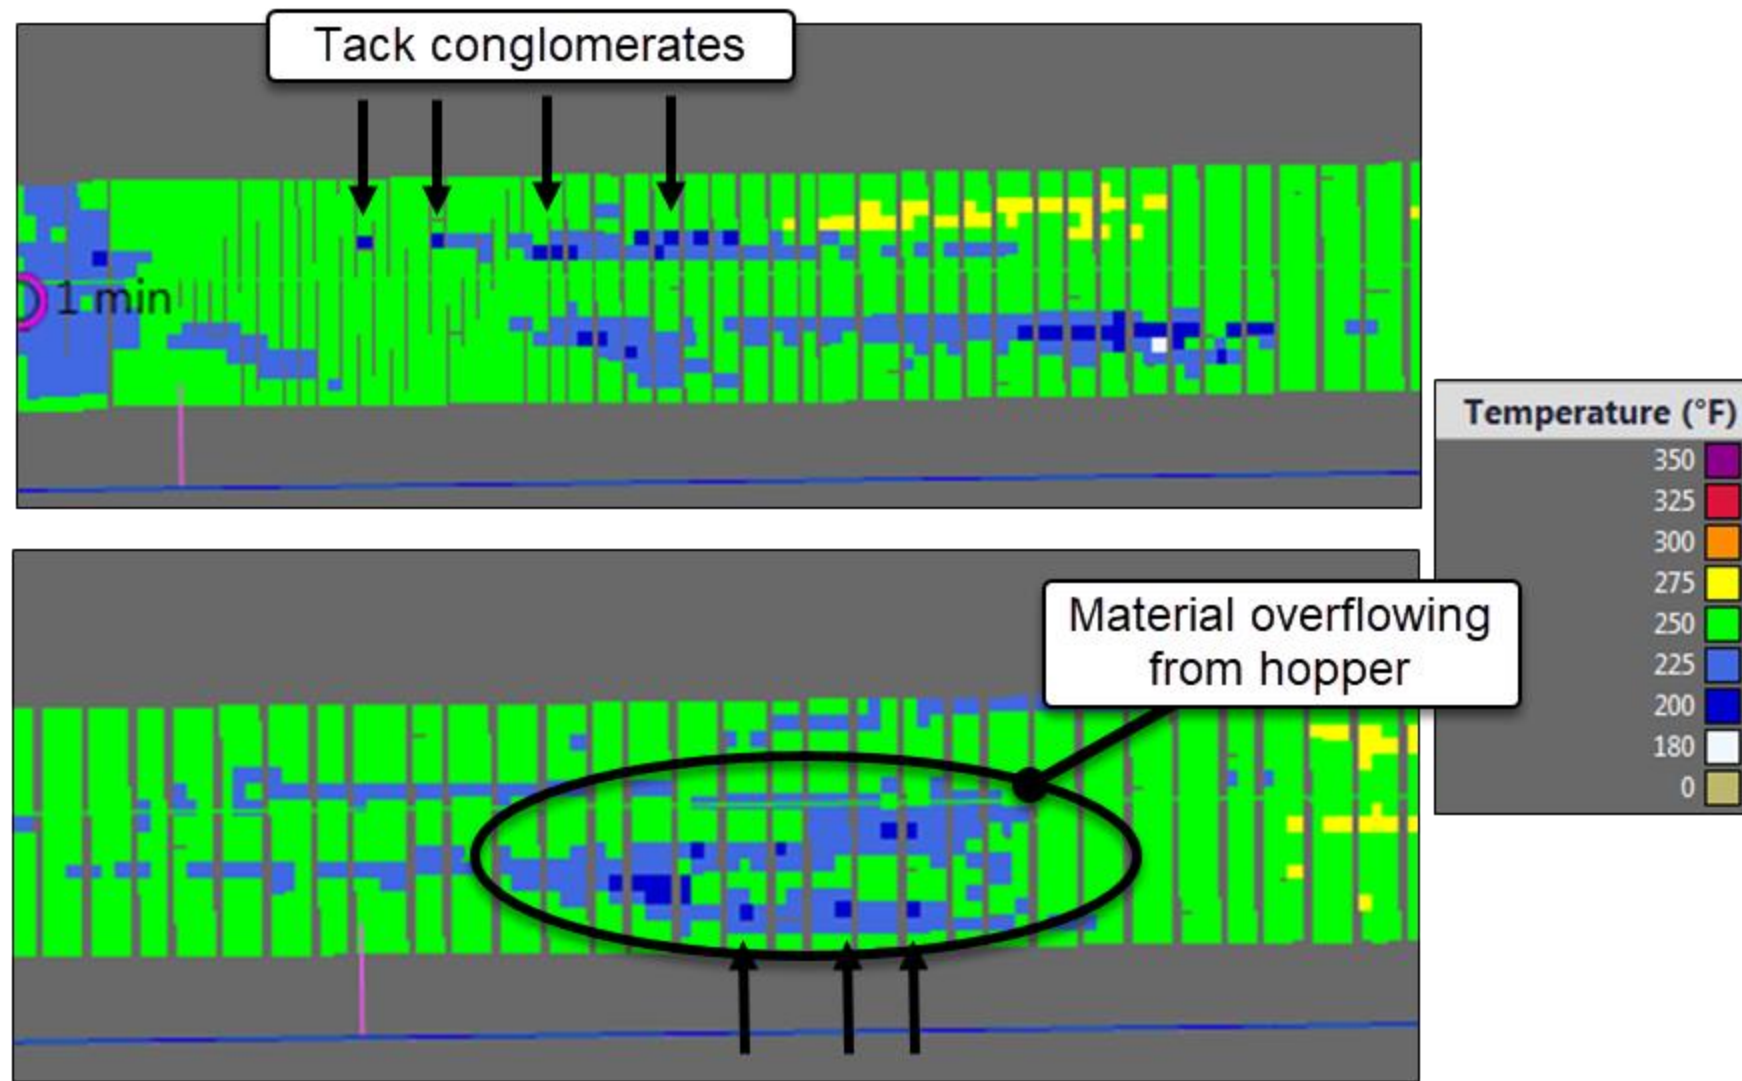 Tack conglomerates
1 min
Temperature (°F)
350
325
300
275
250
225
200
180
0
Material overflowing
from hopper